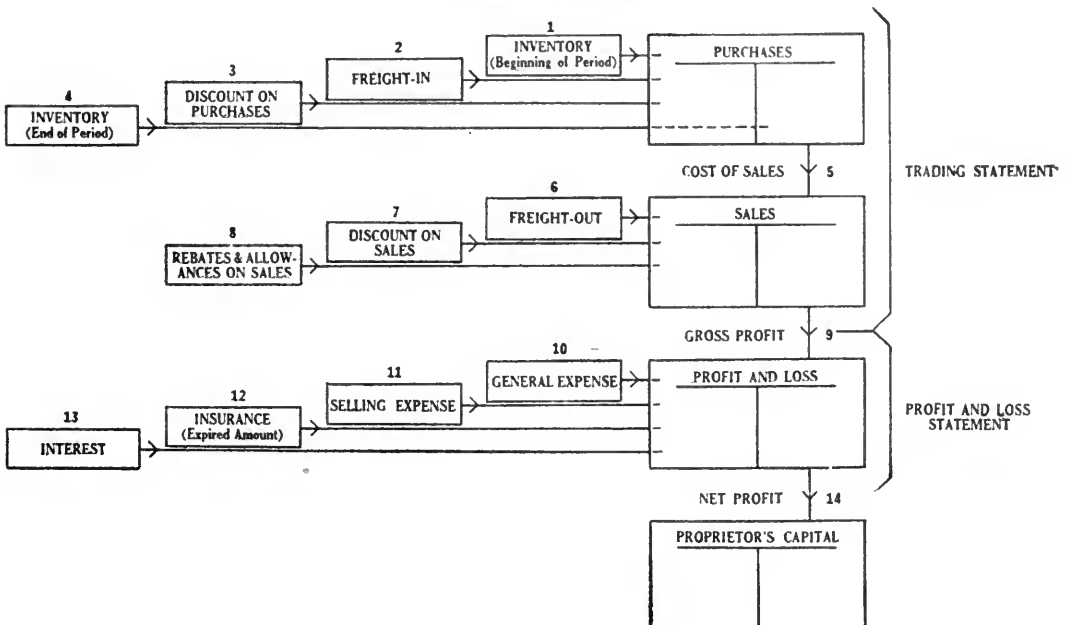 1
INVENTORY
(Beginning of Period)
PURCHASES
2
FREIGHT-IN
3
DISCOUNT ON
PURCHASES
4
INVENTORY
(End of Period)
COST OF SALES 5
TRADING STATEMENT
6
FREIGHT-OUT
SALES
7
DISCOUNT ON
SALES
8
REBATES & ALLOW-
ANCES ON SALES
GROSS PROFIT 9
10
GENERAL EXPENSE
PROFIT AND LOSS
11
SELLING EXPENSE
12
INSURANCE
(Expired Amount)
13
INTEREST
PROFIT AND LOSS
STATEMENT
NET PROFIT 14
PROPRIETOR'S CAPITAL